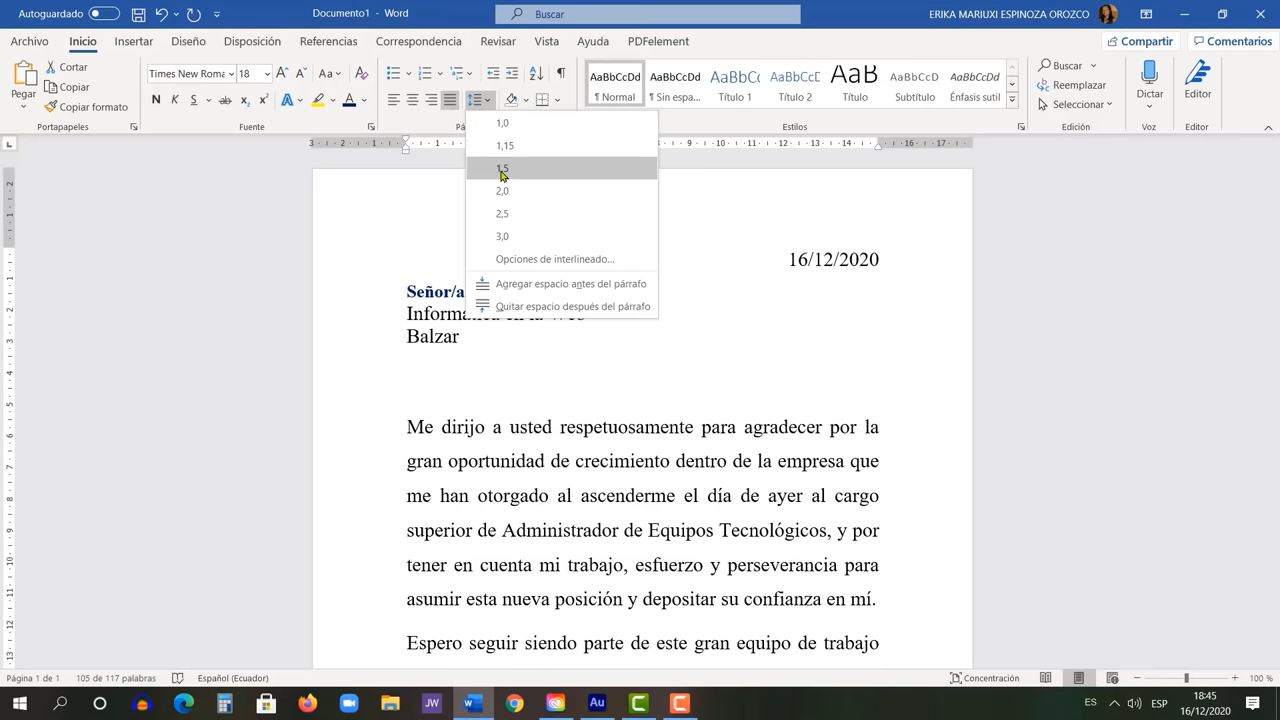 Autoguardado
Documento1 - Word
Buscar
ERIKA MARIUXI ESPINOZA OROZCO
Archivo Inicio Insertar Diseño Disposición Referencias Correspondencia Revisar Vista Ayuda PDFelement
Compartir Comentarios
Pegar
Cortar
Copiar
Copiar formato
Portapapeles
Times New Roma 18
N K S
Fuente
AaBbCcDd AaBbCcDd AaBbCc AaBbCcD AaB AaBbCcDd AaBbCcDd
¶ Normal ¶ Sin espa... Título 1 Título 2 Título Subtítulo Énfasis sutil
Estilos
Buscar
Reemplazar
Seleccionar
Edición
Dictar
Voz
Editor
Editor
1,0
1,15
1,5
2,0
2,5
3,0
Opciones de interlineado...
Agregar espacio antes del párrafo
Quitar espacio después del párrafo
16/12/2020
Señor/a
Balzar
Me dirijo a usted respetuosamente para agradecer por la
gran oportunidad de crecimiento dentro de la empresa que
me han otorgado al ascenderme el día de ayer al cargo
superior de Administrador de Equipos Tecnológicos, y por
tener en cuenta mi trabajo, esfuerzo y perseverancia para
asumir esta nueva posición y depositar su confianza en mí.
Espero seguir siendo parte de este gran equipo de trabajo
Página 1 de 1 105 de 117 palabras Español (Ecuador) Concentración 100 %
ES ESP
18:45
16/12/2020